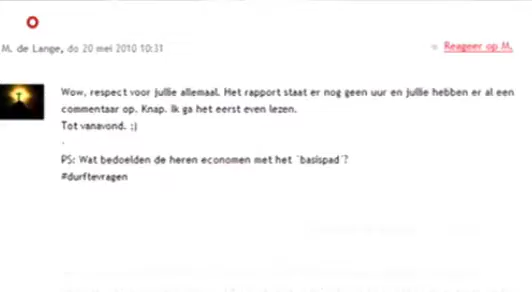 M. de Lange, do 20 mei 2010 10:31
Reageer op M.
Wow, respect voor jullie allemaal. Het rapport staat er nog geen uur en jullie hebben er al een
commentaar op. Knap. Ik ga het eerst even lezen.
Tot vanavond. ;)
.
PS: Wat bedoelden de heren economen met het `basispad´?
#durftevragen